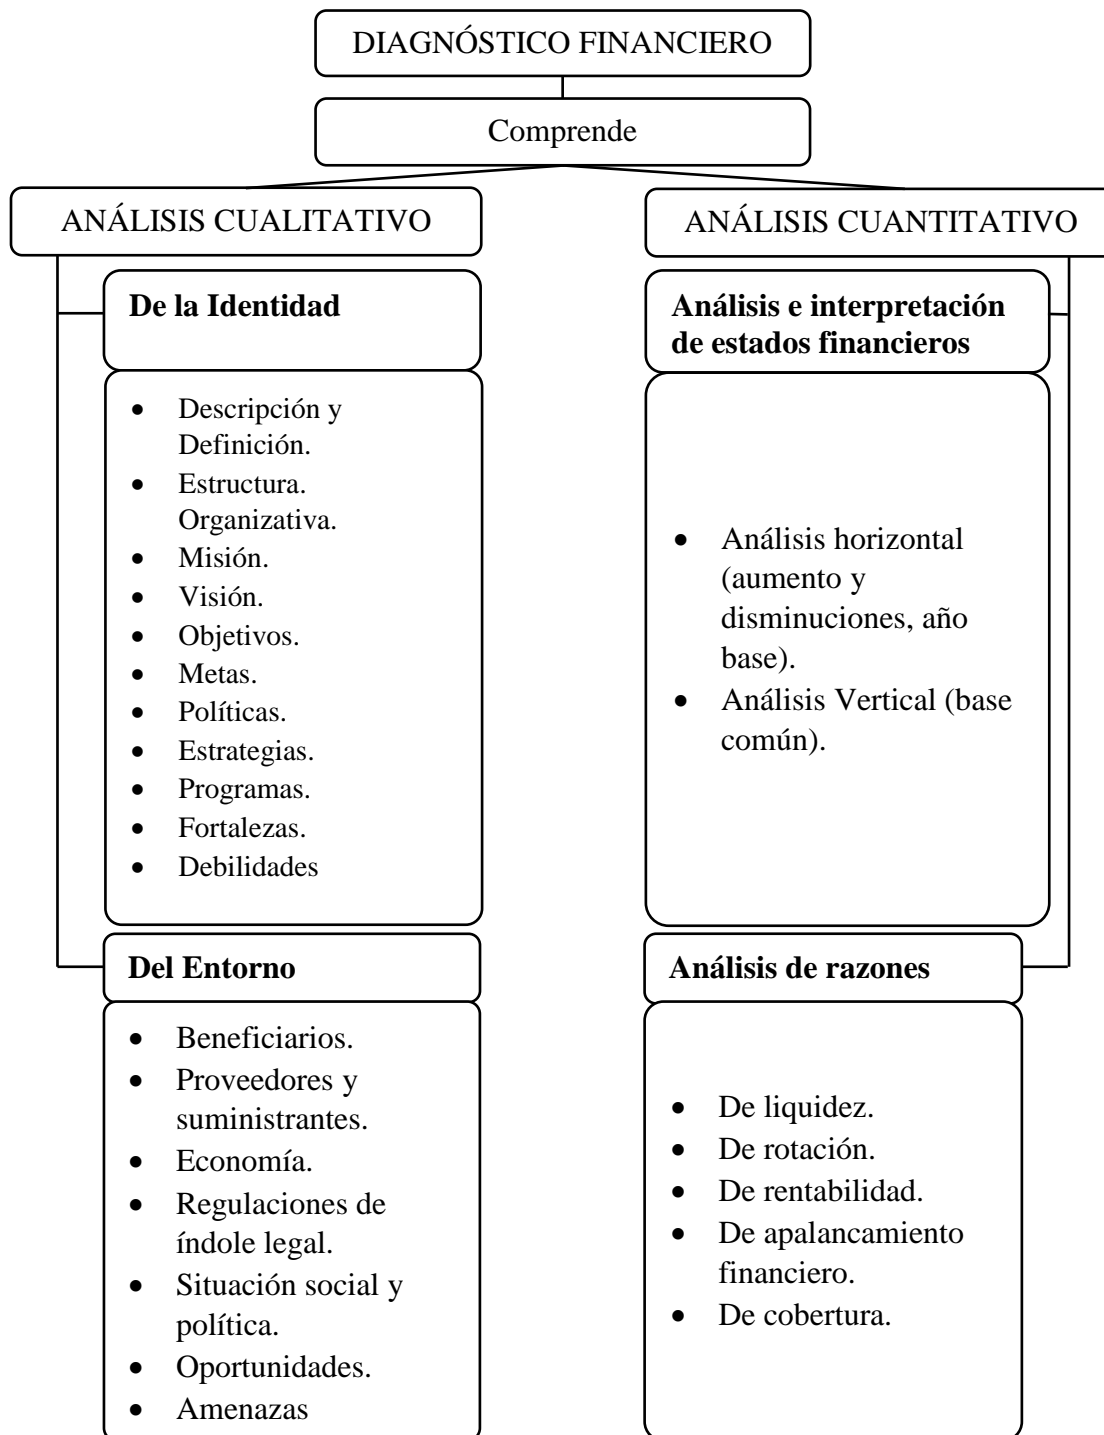 DIAGNÓSTICO FINANCIERO
Comprende
ANÁLISIS CUALITATIVO
De la Identidad
• Descripción y
Definición.
• Estructura.
Organizativa.
• Misión.
• Visión.
• Objetivos.
• Metas.
• Políticas.
• Estrategias.
• Programas.
• Fortalezas.
• Debilidades
Del Entorno
• Beneficiarios.
• Proveedores y
suministrantes.
• Economía.
• Regulaciones de
índole legal.
• Situación social y
política.
• Oportunidades.
• Amenazas
ANÁLISIS CUANTITATIVO
Análisis e interpretación
de estados financieros
• Análisis horizontal
(aumento y
disminuciones, año
base).
• Análisis Vertical (base
común).
Análisis de razones
• De liquidez.
• De rotación.
• De rentabilidad.
• De apalancamiento
financiero.
• De cobertura.